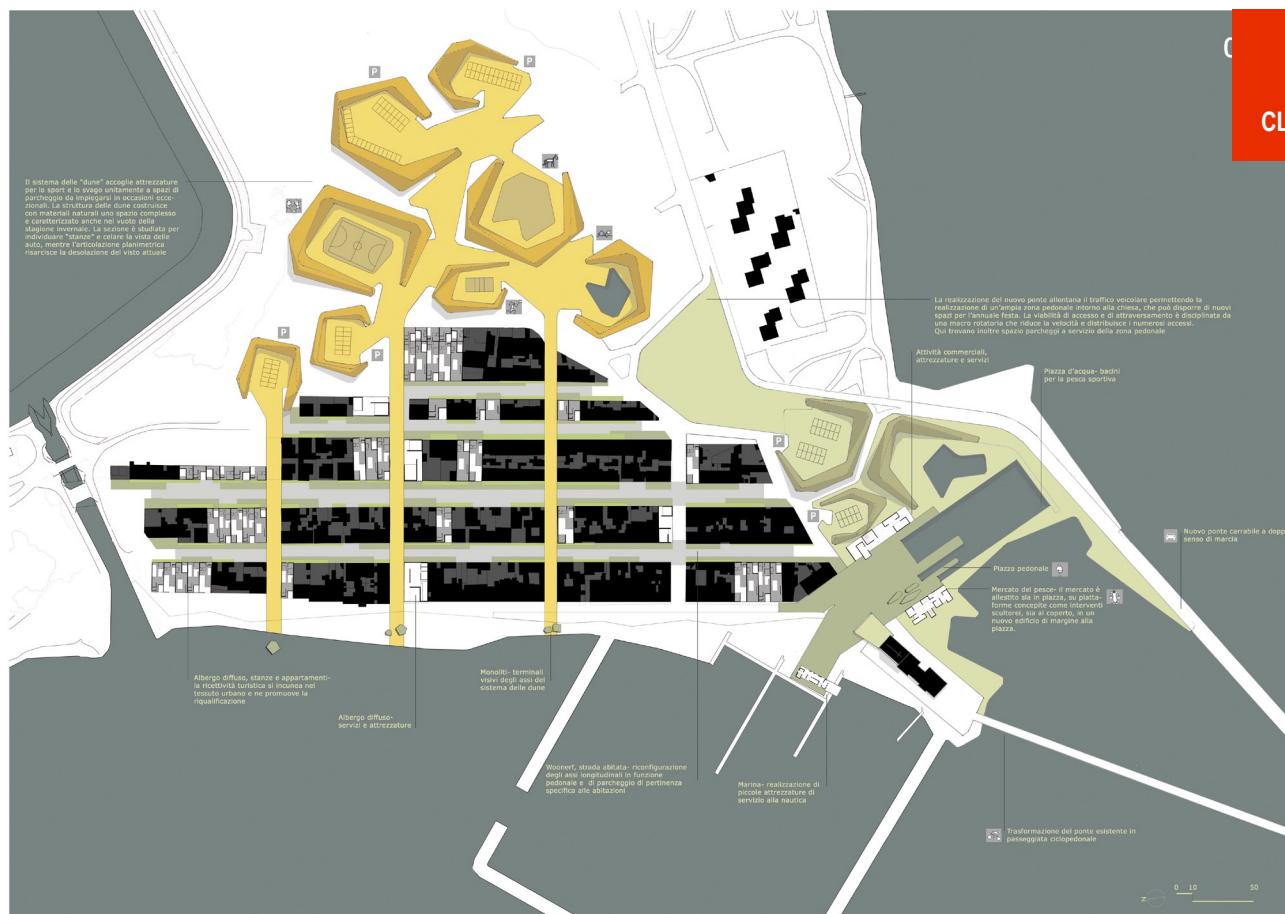 C
CL
P
P
Il sistema delle "dune" accoglie attrezzature
per lo sport e lo svago unitamente a spazi di
parcheggio da impiegarsi in occasioni ecce-
zionali. La struttura delle dune costruisce
con materiali naturali uno spazio complesso
e caratterizzato anche nel vuoto della
stagione invernale. La sezione è studiata per
individuare "stanze" e celare la vista delle
auto, mentre l'articolazione planimetrica
risarcisce la desolazione del visto attuale
La realizzazione del nuovo ponte allontana il traffico veicolare permettendo la
realizzazione di un'ampia zona pedonale intorno alla chiesa, che può disporre di nuovi
spazi per l'annuale festa. La viabilità di accesso e di attraversamento è disciplinata da
una macro rotatoria che riduce la velocità e distribuisce i numerosi accessi.
Qui trovano inoltre spazio parcheggi a servizio della zona pedonale
P
P
Attività commerciali,
attrezzature e servizi
Piazza d'acqua- bacini
per la pesca sportiva
P
P
Nuovo ponte carrabile a dopp
senso di marcia
Piazza pedonale
Mercato del pesce- il mercato è
allestito sia in piazza, su piatta-
forme concepite come interventi
scultorei, sia al coperto, in un
nuovo edificio di margine alla
piazza.
Albergo diffuso, stanze e appartamenti-
la ricettività turistica si incunea nel
tessuto urbano e ne promuove la
riqualificazione
Monoliti- terminali
visivi degli assi del
sistema delle dune
Albergo diffuso-
servizi e attrezzature
Woonerf, strada abitata- riconfigurazione
degli assi longitudinali in funzione
pedonale e di parcheggio di pertinenza
specifica alle abitazioni
Marina- realizzazione di
piccole attrezzature di
servizio alla nautica
Trasformazione del ponte esistente in
passeggiata ciclopedonale
N
0 10 50